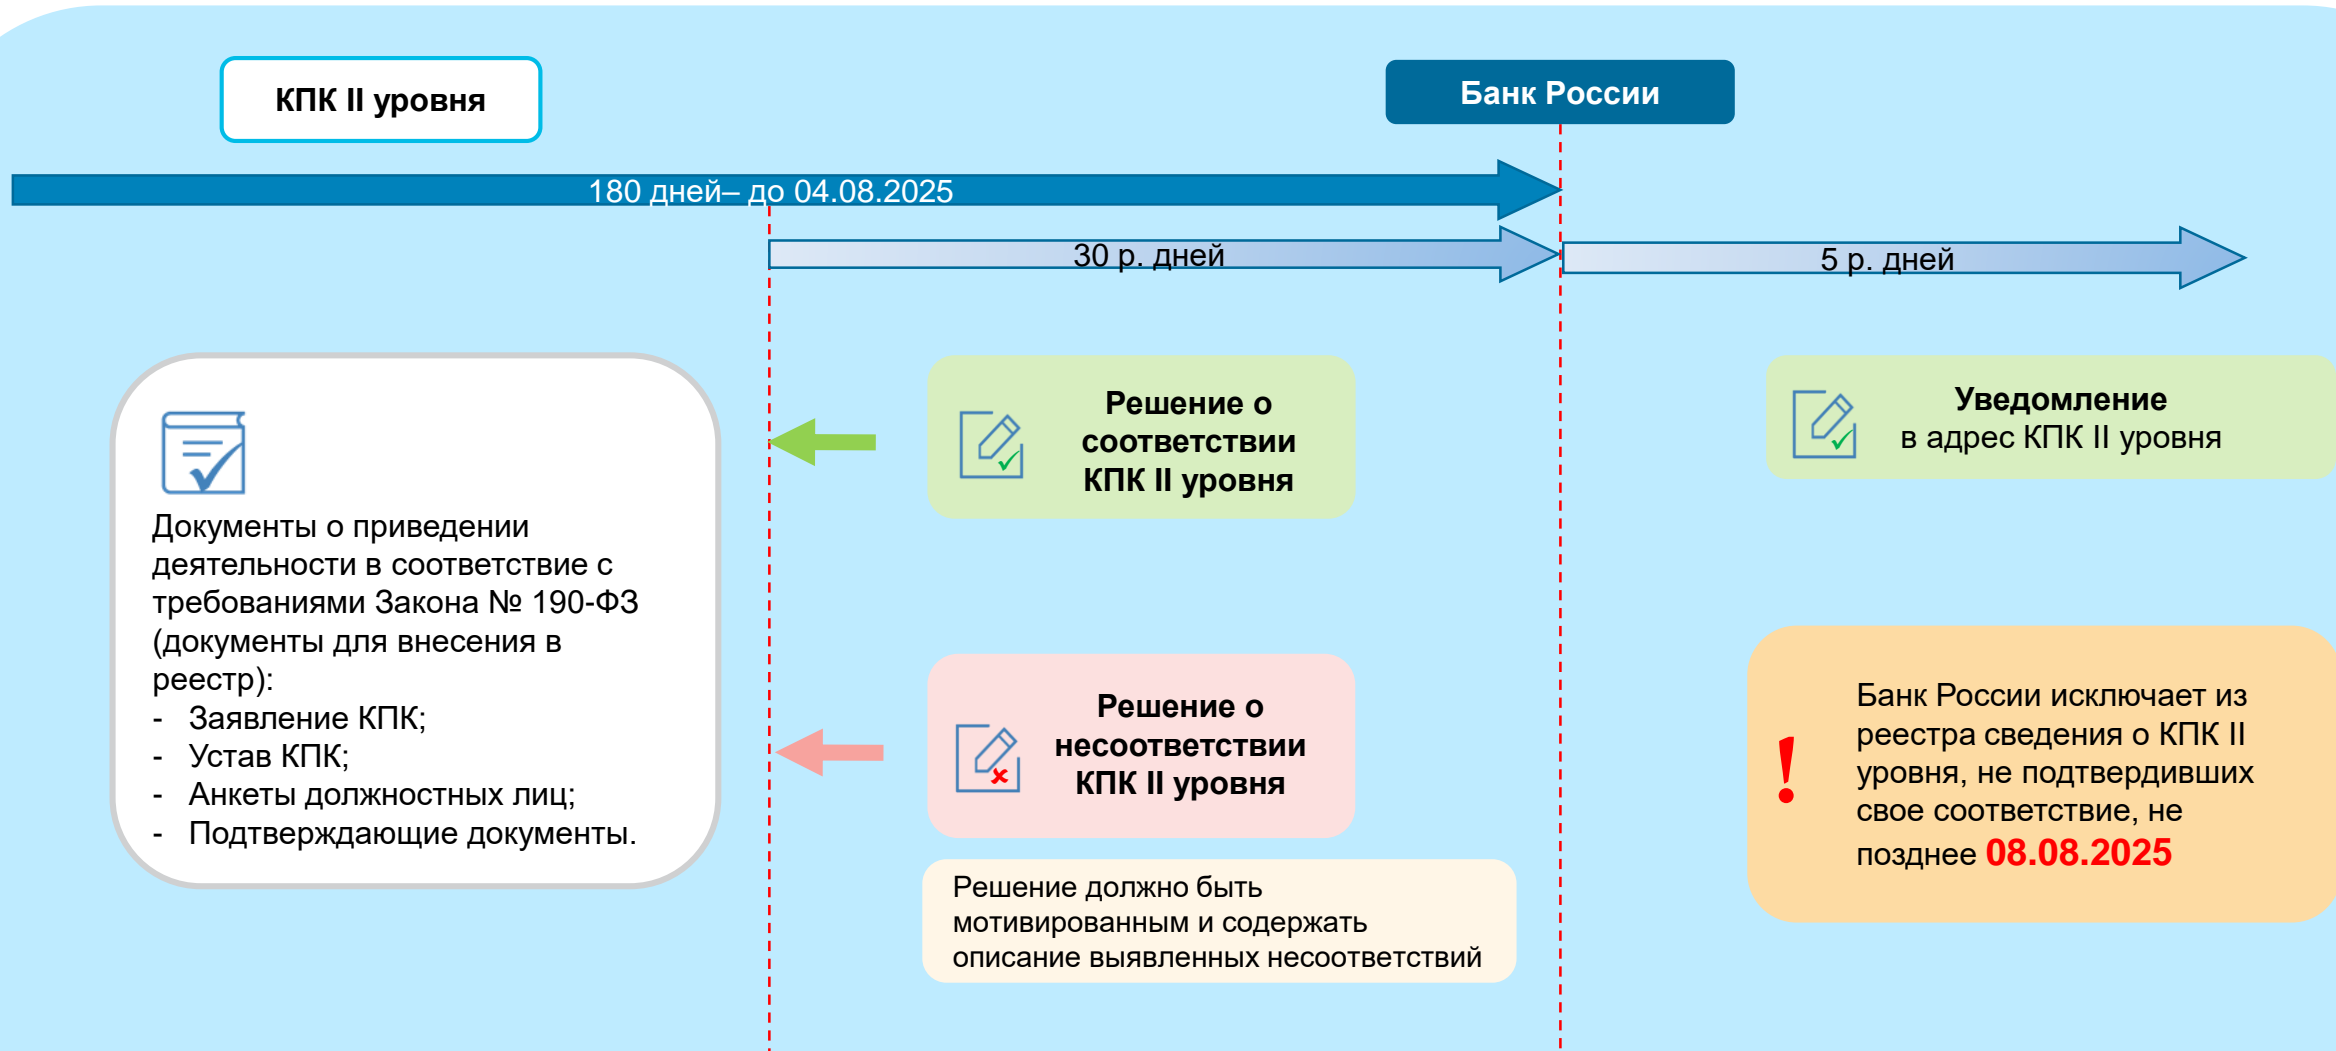 КПК II уровня
Банк России
180 дней– до 04.08.2025
30 р. дней
5 р. дней
Документы о приведении
деятельности в соответствие с
требованиями Закона № 190-ФЗ
(документы для внесения в
реестр):
- Заявление КПК;
- Устав КПК;
- Анкеты должностных лиц;
- Подтверждающие документы.
Решение о
соответствии
КПК II уровня
Решение о
несоответствии
КПК II уровня
Решение должно быть
мотивированным и содержать
описание выявленных несоответствий
Уведомление
в адрес КПК II уровня
!
Банк России исключает из
реестра сведения о КПК II
уровня, не подтвердивших
свое соответствие, не
позднее 08.08.2025